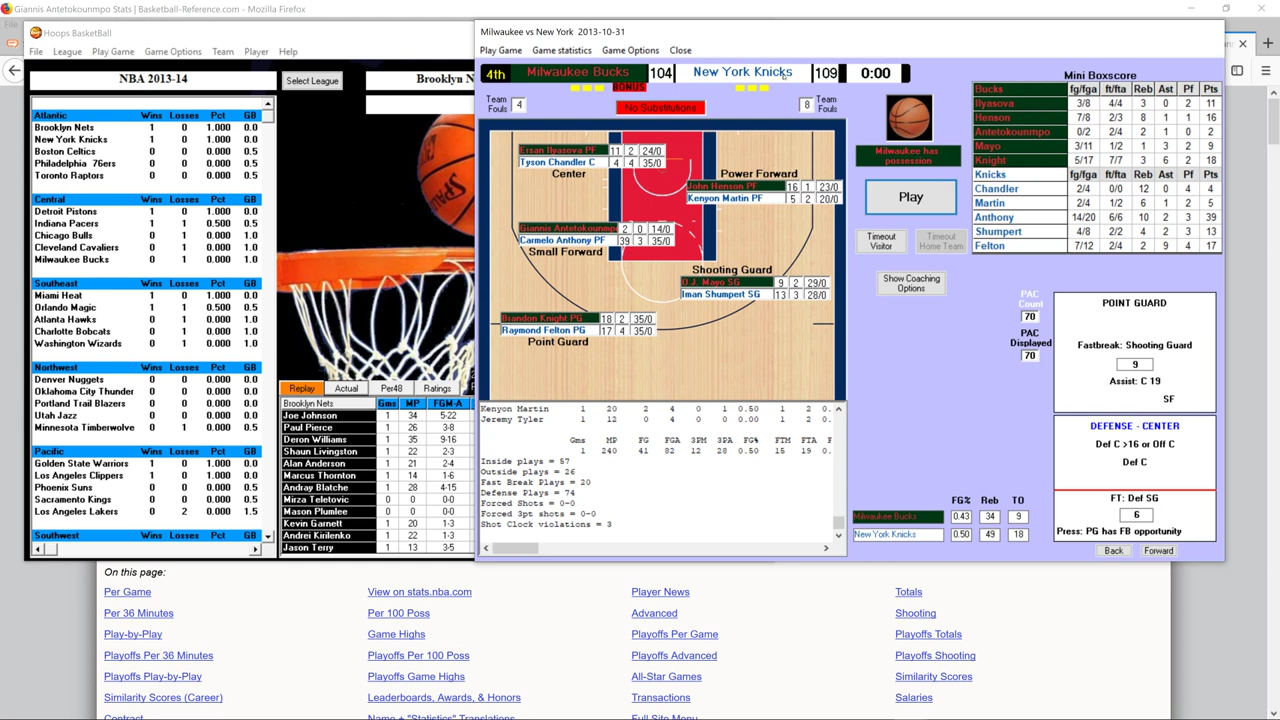 Giannis Antetokounmpo Stats | Basketball-Reference.com - Mozilla Firefox
Hoops BasketBall
File League Play Game Game Options Team Player Help
NBA 2013-14
Select League
Brooklyn N
Wins Losses Pct GB
Atlantic Wins Losses Pct GB
Brooklyn Nets 1 0 1.000 0.0
New York Knicks 1 0 1.000 0.0
Boston Celtics 0 1 0.000 0.5
Philadelphia 76ers 0 1 0.000 0.5
Toronto Raptors 0 1 0.000 0.5
Central Wins Losses Pct GB
Detroit Pistons 1 0 1.000 0.0
Indiana Pacers 1 1 0.500 0.5
Chicago Bulls 0 1 0.000 1.0
Cleveland Cavaliers 0 1 0.000 1.0
Milwaukee Bucks 0 1 0.000 1.0
Southeast Wins Losses Pct GB
Miami Heat 1 0 1.000 0.0
Orlando Magic 1 1 0.500 0.5
Atlanta Hawks 0 1 0.000 1.0
Charlotte Bobcats 0 1 0.000 1.0
Washington Wizards 0 1 0.000 1.0
Northwest Wins Losses Pct GB
Denver Nuggets 0 0 0.000 0.0
Oklahoma City Thunder 0 0 0.000 0.0
Portland Trail Blazers 0 0 0.000 0.0
Utah Jazz 0 0 0.000 0.0
Minnesota Timberwolve 0 1 0.000 0.5
Pacific Wins Losses Pct GB
Golden State Warriors 1 0 1.000 0.0
Los Angeles Clippers 1 0 1.000 0.0
Phoenix Suns 0 0 0.000 0.5
Sacramento Kings 0 0 0.000 0.5
Los Angeles Lakers 0 2 0.000 1.5
Southwest Wins Losses Pct GB
Replay Actual Per48 Ratings
Brooklyn Nets Gms MP FGM-A
Joe Johnson 1 34 5-22
Paul Pierce 1 26 3-8
Deron Williams 1 35 9-16
Shaun Livingston 1 22 2-3
Alan Anderson 1 21 2-4
Marcus Thornton 1 14 1-6
Andray Blatche 1 28 4-15
Mirza Teletovic 0 0 0-0
Mason Plumlee 0 0 0-0
Kevin Garnett 1 20 1-3
Andrei Kirilenko 1 22 1-3
Jason Terry 1 13 3-5
Milwaukee vs New York 2013-10-31
Play Game Game statistics Game Options Close
4th Milwaukee Bucks 104 New York Knicks 109 0:00
BONUS
Team Fouls 4
No Substitutions
8 Team Fouls
Ersan Ilyasova PF 11 2 24/0
Tyson Chandler C 4 4 35/0
Center
Power Forward
John Henson PF 16 1 23/0
Kenyon Martin PF 5 2 20/0
Giannis Antetokounmp 2 0 14/0
Carmelo Anthony PF 39 3 35/0
Small Forward
Shooting Guard
O.J. Mayo SG 9 2 29/0
Iman Shumpert SG 13 3 28/0
Brandon Knight PG 18 2 35/0
Raymond Felton PG 17 4 35/0
Point Guard
Kenyon Martin 1 20 2 4 0 1 0.50 1 2 0.
Jeremy Tyler 1 12 0 4 0 0 0.00 1 2 0.
Gms MP FG FGA 3PM 3PA FG% FTM FTA F
1 240 41 82 12 28 0.50 15 19 0.
Inside plays = 57
Outside plays = 26
Fast Break Plays = 20
Defense Plays = 74
Forced Shots = 0-0
Forced 3pt shots = 0-0
Shot Clock violations = 3
Milwaukee has possession
Play
Timeout Visitor
Timeout Home Team
Show Coaching Options
Mini Boxscore
Bucks fg/fga ft/fta Reb Ast Pf Pts
Ilyasova 3/8 4/4 3 0 2 11
Henson 7/8 2/3 8 1 1 16
Antetokounmpo 0/2 2/4 1 1 0 2
Mayo 3/11 1/2 1 3 2 9
Knight 5/17 7/7 3 6 2 18
Knicks fg/fga ft/fta Reb Ast Pf Pts
Chandler 2/4 0/0 12 0 4 4
Martin 2/4 1/2 6 1 2 5
Anthony 14/20 6/6 10 2 3 39
Shumpert 4/8 2/2 4 2 3 13
Felton 7/12 2/4 2 9 4 17
PAC Count
70
PAC Displayed
70
POINT GUARD
Fastbreak: Shooting Guard
9
Assist: C 19
SF
DEFENSE - CENTER
Def C >16 or Off C
Def C
FT: Def SG
6
Press: PG has FB opportunity
Back Forward
FG% Reb TO
Milwaukee Bucks 0.43 34 9
New York Knicks 0.50 49 18
On this page:
Per Game View on stats.nba.com Player News Totals
Per 36 Minutes Per 100 Poss Advanced Shooting
Play-by-Play Game Highs Playoffs Per Game Playoffs Totals
Playoffs Per 36 Minutes Playoffs Per 100 Poss Playoffs Advanced Playoffs Shooting
Playoffs Play-by-Play Playoffs Game Highs All-Star Games Similarity Scores
Similarity Scores (Career) Leaderboards, Awards, & Honors Transactions Salaries
Contract Name + "Statistics" Translations Full Site Menu